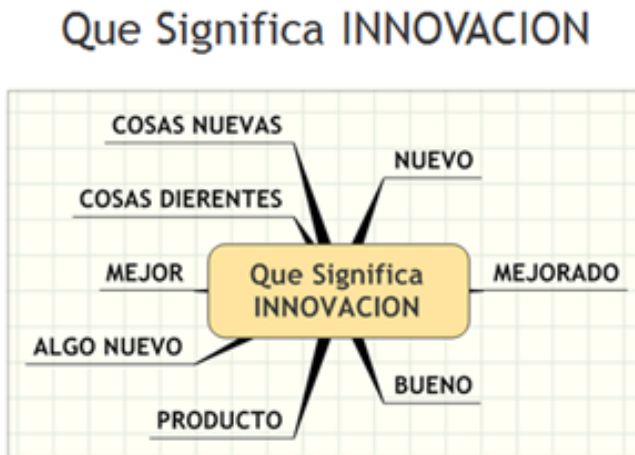 Que Significa INNOVACION
COSAS NUEVAS
NUEVO
COSAS DIERENTES
MEJOR
Que Significa
INNOVACION
MEJORADO
ALGO NUEVO
BUENO
PRODUCTO